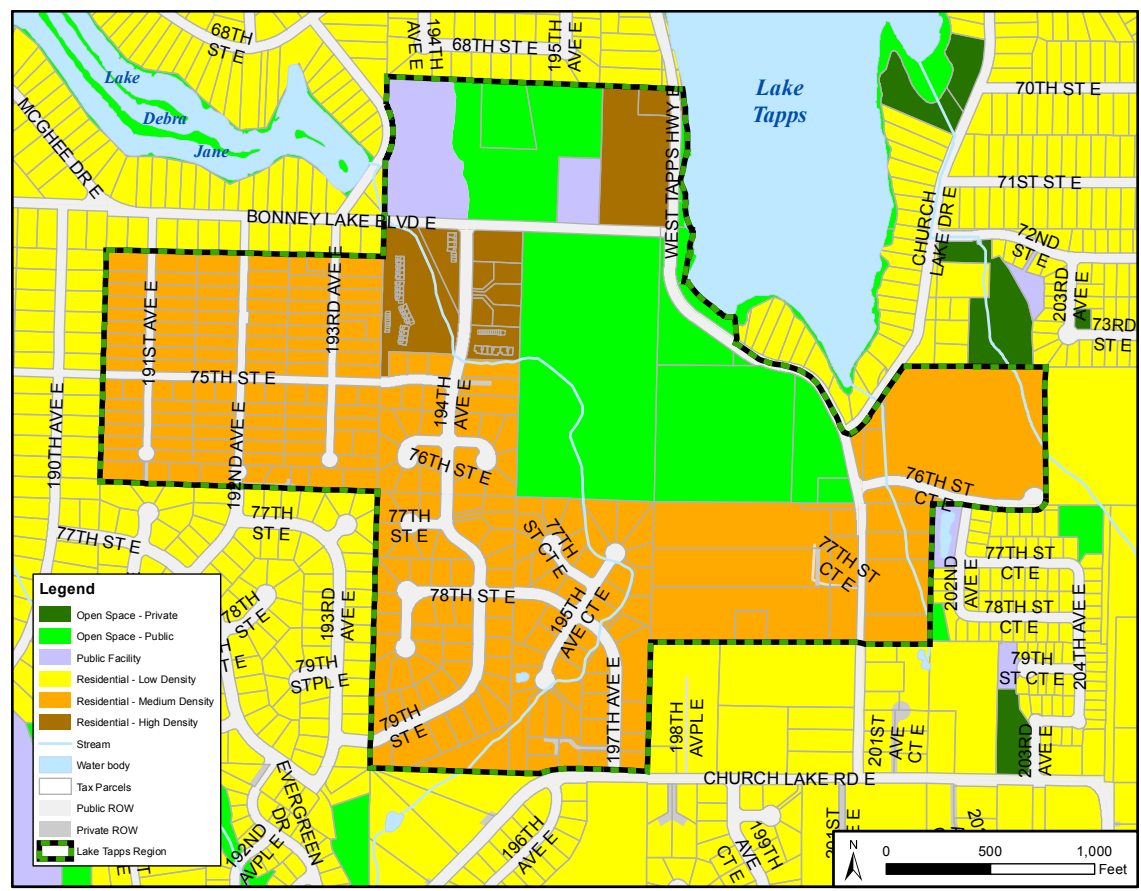 68TH
ST E
194TH
AVE E
68TH ST E
195TH
AVE E
Lake
Debra
Jane
Lake
Tapps
70TH ST E
MCGHEE DR E
WEST TAPPS HWY E
71ST ST E
CHURCH
LAKE DR E
BONNEY LAKE BLVD E
72ND
ST E
203RD
AVE E
73RD
ST E
191ST AVE E
193RD AVE E
75TH ST E
190TH AVE E
192ND AVE E
194TH
AVE E
76TH ST E
76TH ST
CT E
77TH ST E
77TH
ST E
77TH
ST E
77TH
ST CT E
77TH ST
CT E
202ND
AVE E
77TH ST
CT E
78TH ST
CT E
204TH AVE E
78TH
ST E
193RD
AVE E
78TH ST E
195TH
AVE CT E
79TH
STPL E
79TH
ST E
197TH AVE E
198TH
AVPL E
201ST
AVE
CT E
79TH
ST CT E
203RD
AVE E
CHURCH LAKE RD E
EVERGREEN
DR
192ND
AVPL E
196TH
AVE E
199TH
AVE
CT E
201ST
E E
Legend
Open Space - Private
Open Space - Public
Public Facility
Residential - Low Density
Residential - Medium Density
Residential - High Density
Stream
Water body
Tax Parcels
Public ROW
Private ROW
Lake Tapps Region
N
0 500 1,000
Feet